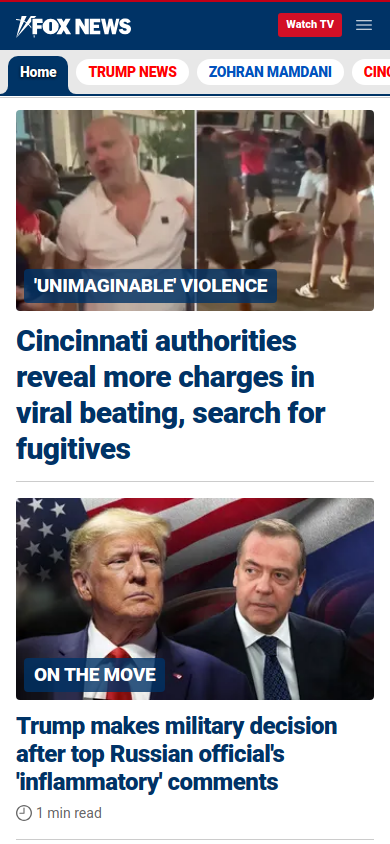 FOX NEWS
Watch TV
Home
TRUMP NEWS
ZOHRAN MAMDANI
CINC
'UNIMAGINABLE' VIOLENCE
Cincinnati authorities
reveal more charges in
viral beating, search for
fugitives
ON THE MOVE
Trump makes military decision
after top Russian official's
'inflammatory' comments
1 min read